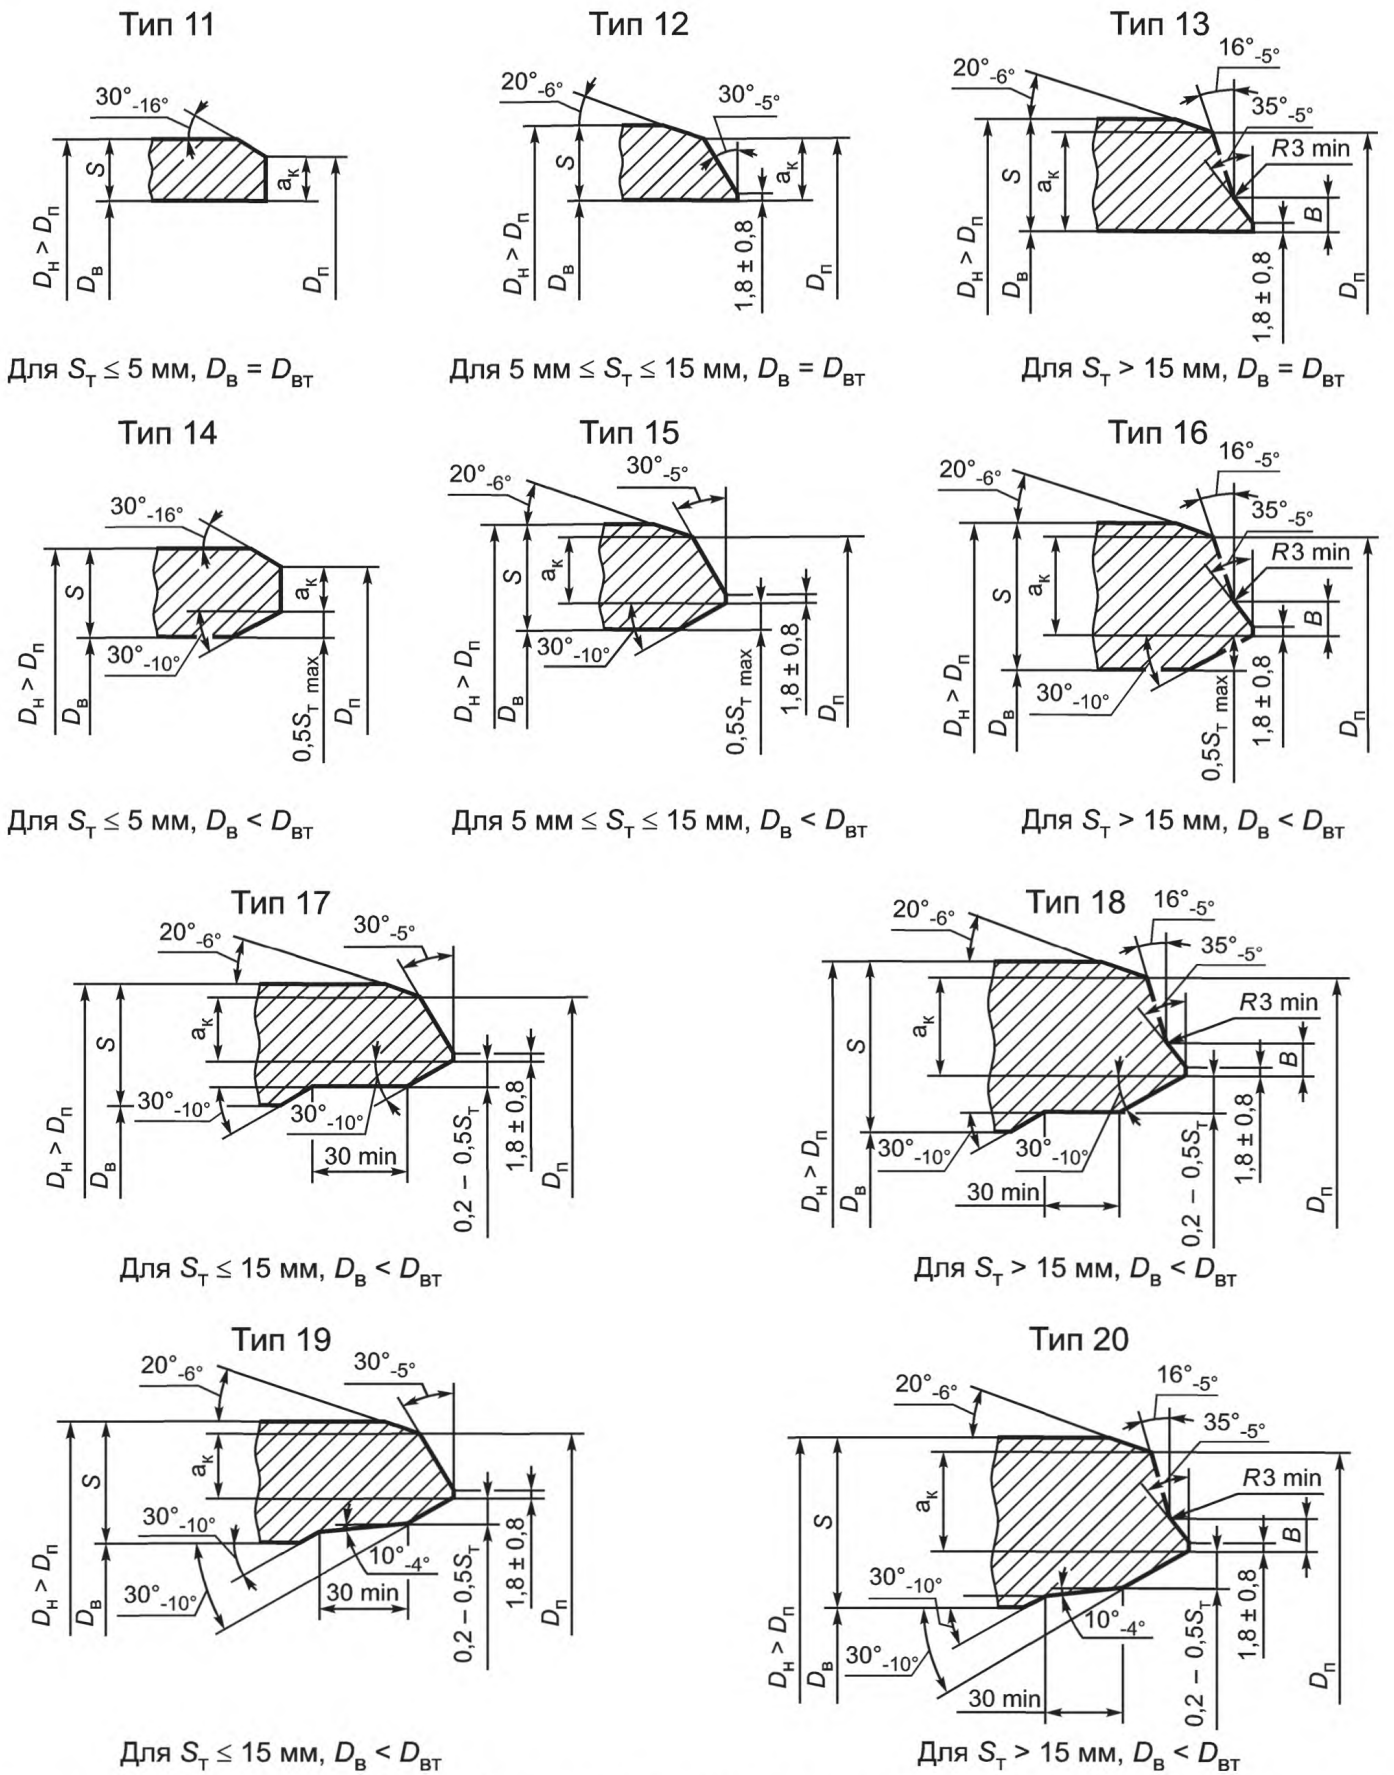 Тип 11
30°-16°
S
aк
Dн > Dп
Dв
Dп
Для Sт ≤ 5 мм, Dв = Dвт
Тип 12
20°-6°
30°-5°
S
aк
Dн > Dп
Dв
1,8 ± 0,8
Dп
Для 5 мм ≤ Sт ≤ 15 мм, Dв = Dвт
Тип 13
16°-5°
20°-6°
35°-5°
R3 min
S
aк
B
Dн > Dп
Dв
1,8 ± 0,8
Dп
Для Sт > 15 мм, Dв = Dвт
Тип 14
30°-16°
S
aк
30°-10°
Dн > Dп
Dв
0,5Sт max
Dп
Для Sт ≤ 5 мм, Dв < Dвт
Тип 15
20°-6°
30°-5°
S
aк
30°-10°
Dн > Dп
Dв
0,5Sт max
1,8 ± 0,8
Dп
Для 5 мм ≤ Sт ≤ 15 мм, Dв < Dвт
Тип 16
16°-5°
20°-6°
35°-5°
R3 min
S
aк
B
30°-10°
Dн > Dп
Dв
0,5Sт max
1,8 ± 0,8
Dп
Для Sт > 15 мм, Dв < Dвт
Тип 17
20°-6°
30°-5°
S
aк
30°-10°
30°-10°
30 min
Dн > Dп
Dв
0,2 – 0,5Sт
1,8 ± 0,8
Dп
Для Sт ≤ 15 мм, Dв < Dвт
Тип 18
16°-5°
20°-6°
35°-5°
R3 min
S
aк
B
30°-10°
30°-10°
30 min
Dн > Dп
Dв
0,2 – 0,5Sт
1,8 ± 0,8
Dп
Для Sт > 15 мм, Dв < Dвт
Тип 19
20°-6°
30°-5°
S
aк
30°-10°
10°-4°
30°-10°
30 min
Dн > Dп
Dв
0,2 – 0,5Sт
1,8 ± 0,8
Dп
Для Sт ≤ 15 мм, Dв < Dвт
Тип 20
16°-5°
20°-6°
35°-5°
R3 min
S
aк
B
30°-10°
10°-4°
30°-10°
30 min
Dн > Dп
Dв
0,2 – 0,5Sт
1,8 ± 0,8
Dп
Для Sт > 15 мм, Dв < Dвт